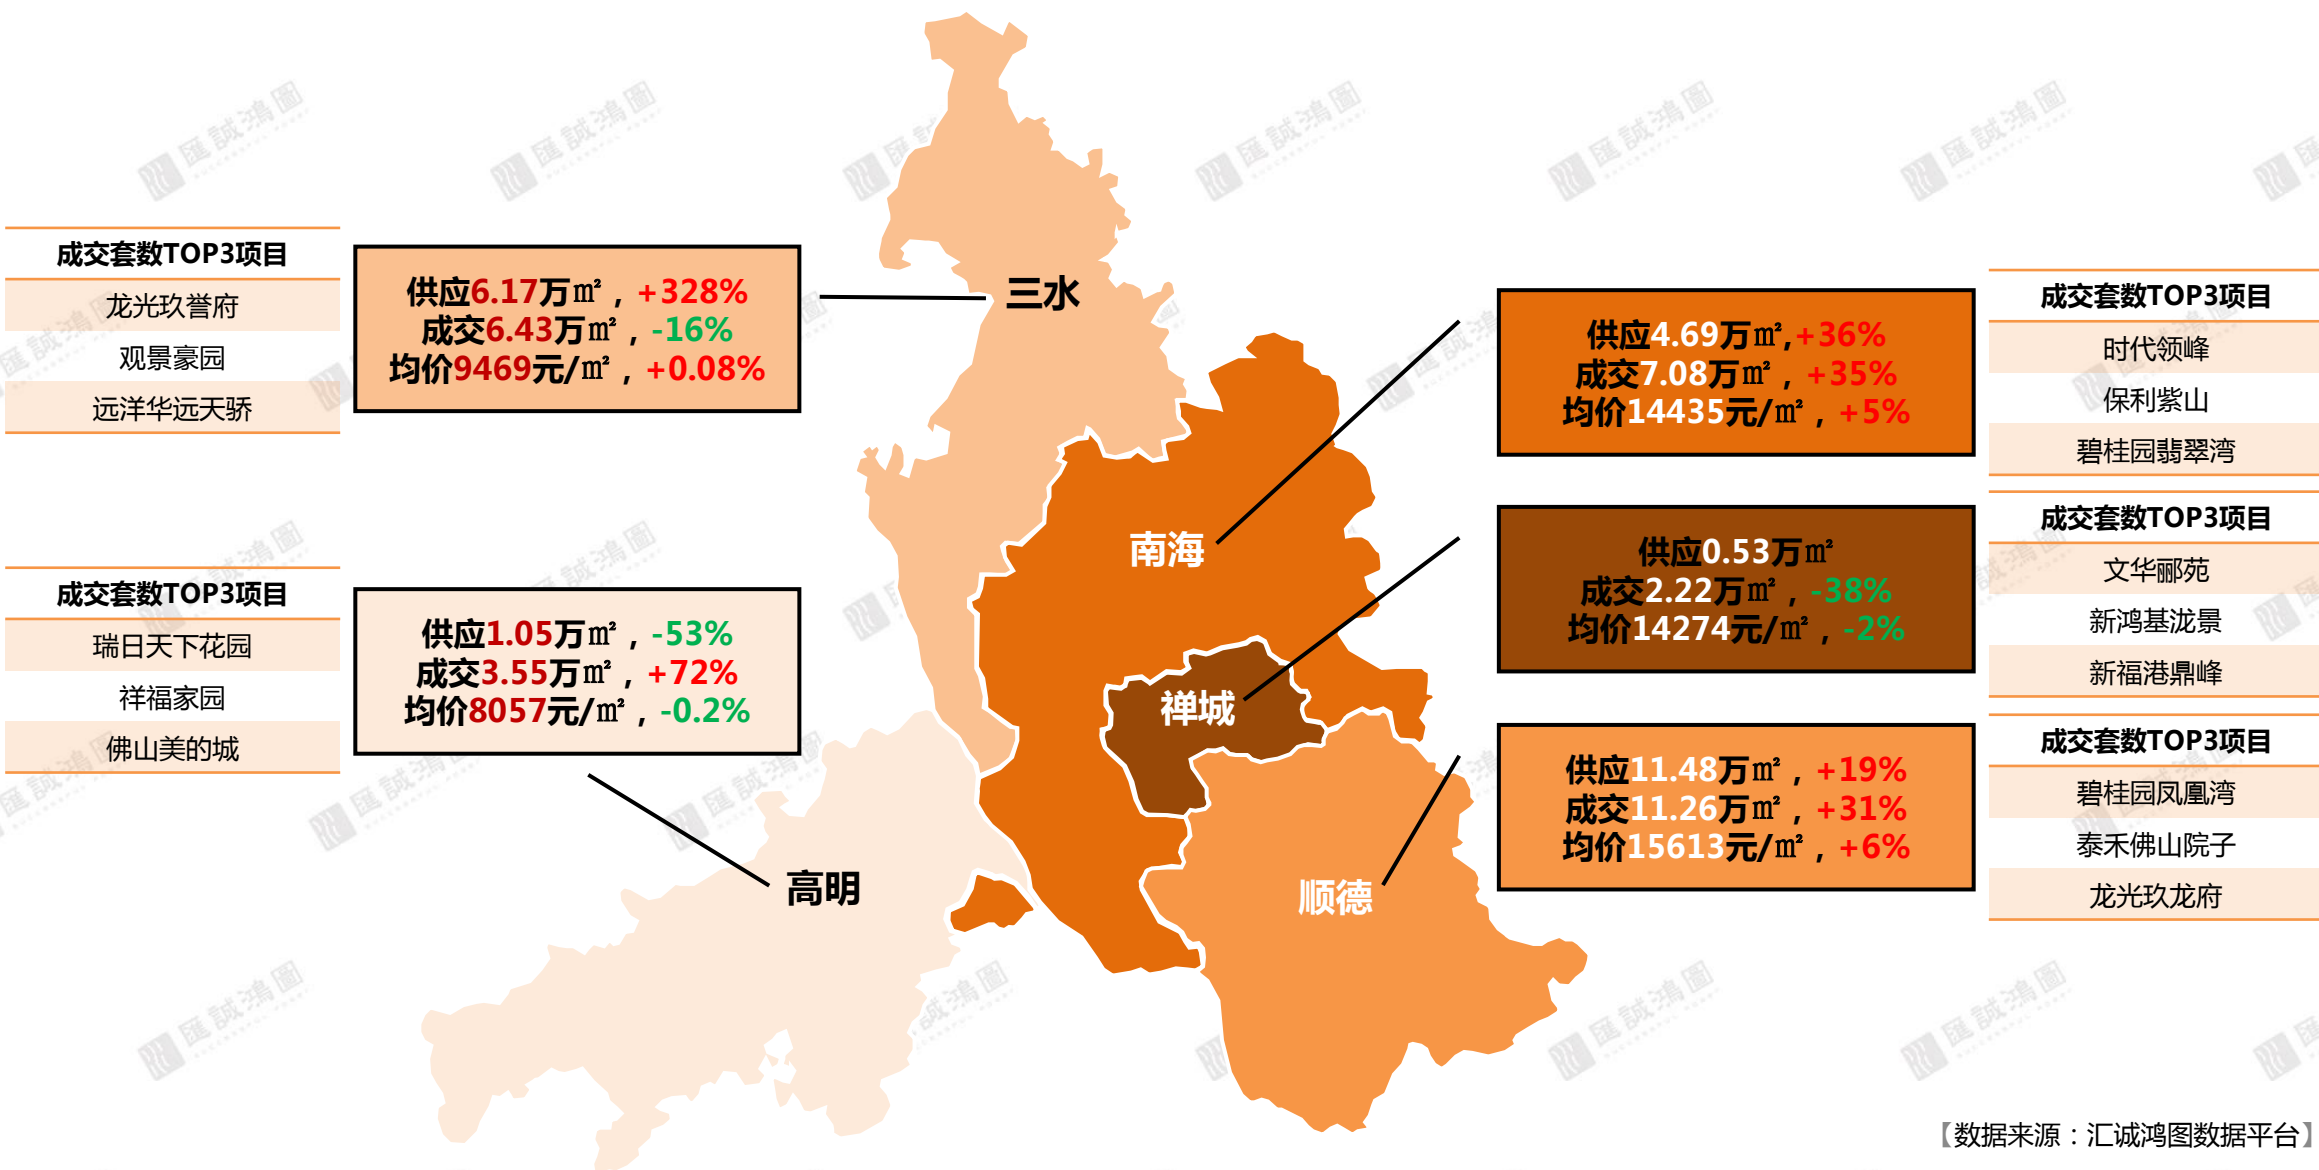 成交套数TOP3项目
龙光玖誉府
观景豪园
远洋华远天骄
供应6.17万㎡，+328%
成交6.43万㎡，-16%
均价9469元/㎡，+0.08%
三水
成交套数TOP3项目
瑞日天下花园
祥福家园
佛山美的城
供应1.05万㎡，-53%
成交3.55万㎡，+72%
均价8057元/㎡，-0.2%
高明
南海
供应4.69万㎡,+36%
成交7.08万㎡，+35%
均价14435元/㎡，+5%
成交套数TOP3项目
时代领峰
保利紫山
碧桂园翡翠湾
禅城
供应0.53万㎡
成交2.22万㎡，-38%
均价14274元/㎡，-2%
成交套数TOP3项目
文华郦苑
新鸿基泷景
新福港鼎峰
顺德
供应11.48万㎡，+19%
成交11.26万㎡，+31%
均价15613元/㎡，+6%
成交套数TOP3项目
碧桂园凤凰湾
泰禾佛山院子
龙光玖龙府
【数据来源：汇诚鸿图数据平台】
匯誠鴻圖